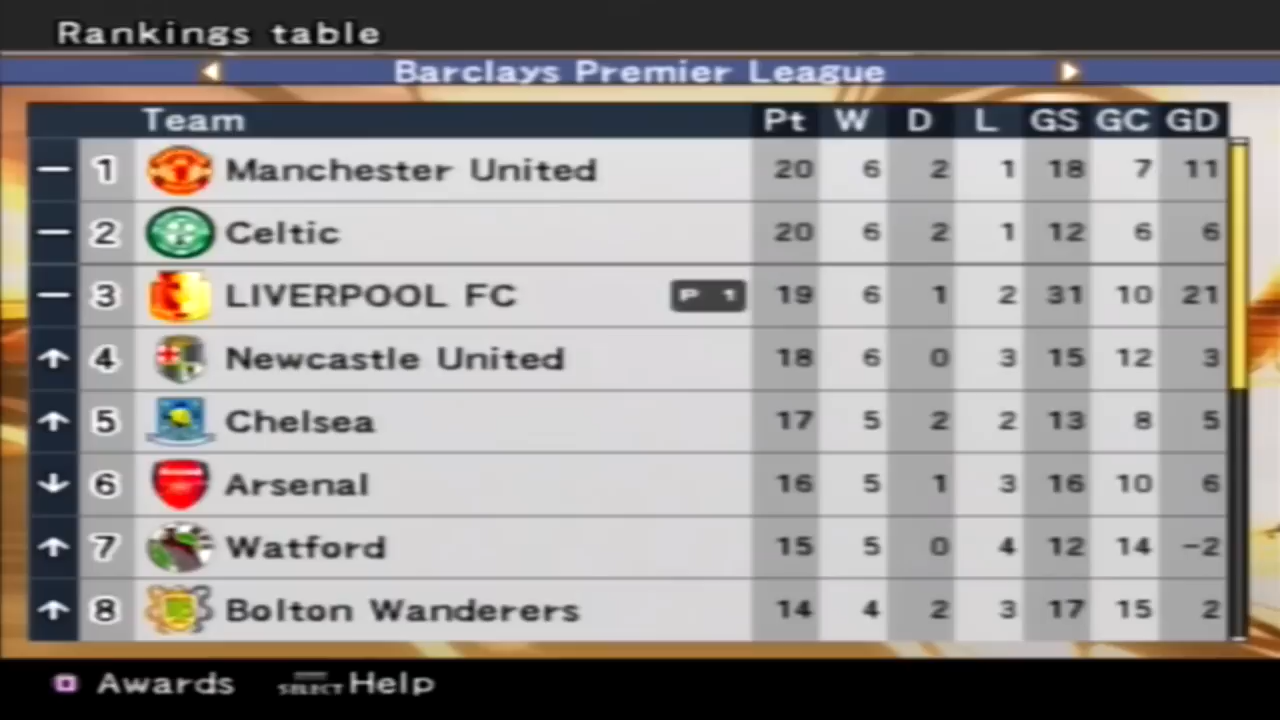 Rankings table
Barclays Premier League
Team Pt W D L GS GC GD
1 Manchester United 20 6 2 1 18 7 11
2 Celtic 20 6 2 1 12 6 6
3 LIVERPOOL FC P 1 19 6 1 2 31 10 21
4 Newcastle United 18 6 0 3 15 12 3
5 Chelsea 17 5 2 2 13 8 5
6 Arsenal 16 5 1 3 16 10 6
7 Watford 15 5 0 4 12 14 -2
8 Bolton Wanderers 14 4 2 3 17 15 2
Awards SELECT Help